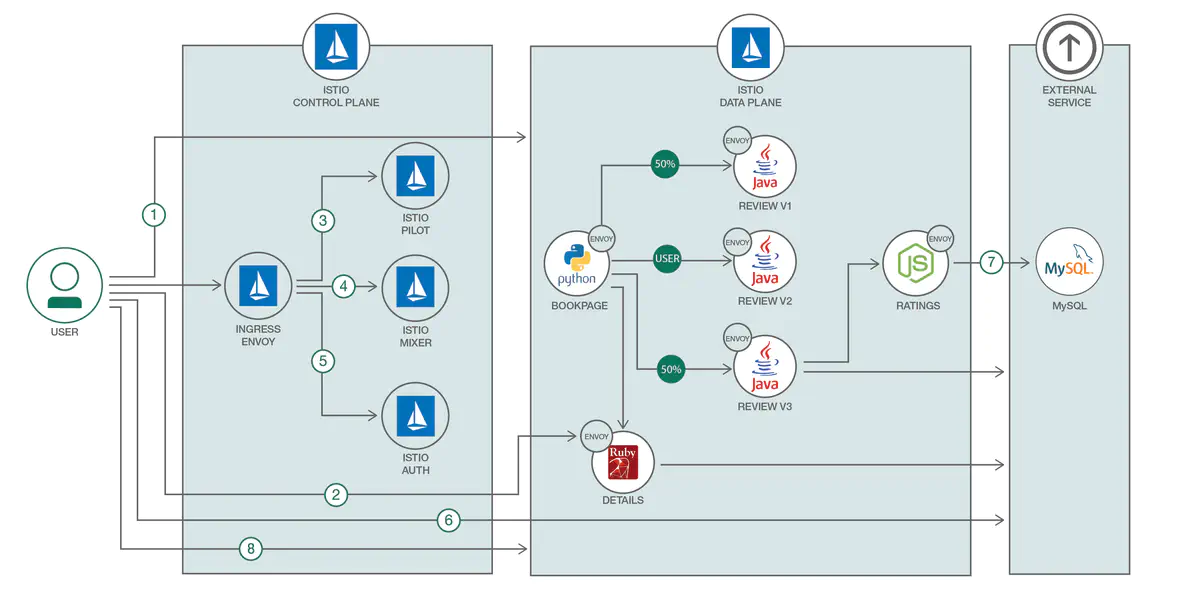 ISTIO
CONTROL PLANE
ISTIO
DATA PLANE
EXTERNAL
SERVICE
1
USER
INGRESS
ENVOY
3
4
5
ISTIO
PILOT
ISTIO
MIXER
ISTIO
AUTH
2
6
8
ENVOY
python
BOOKPAGE
50%
USER
50%
ENVOY
Java
REVIEW V1
ENVOY
Java
REVIEW V2
ENVOY
Java
REVIEW V3
ENVOY
Ruby
DETAILS
ENVOY
JS
RATINGS
7
MySQL
MySQL